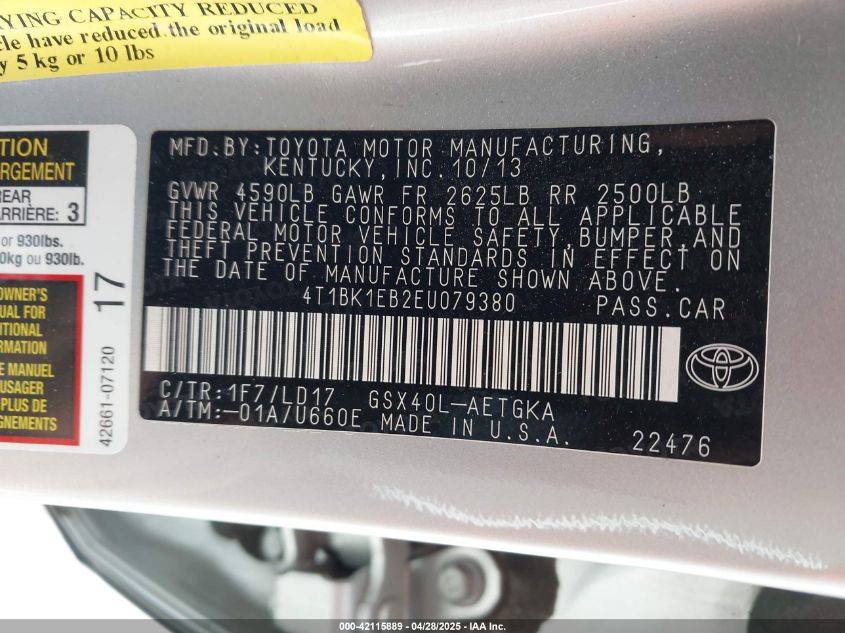 YING CAPACITY REDUCED
cle have reduced the original load
y 5 kg or 10 lbs
TION
ERGEMENT
REAR
ARRIÈRE: 3
or 930lbs.
0kg ou 930lb.
OWNER'S
UAL FOR
ITIONAL
RMATION
LE MANUEL
USAGER
PLUS DE
17
42661-07120
MFD.BY:TOYOTA MOTOR MANUFACTURING,
KENTUCKY,INC.10/13
GVWR 4590LB GAWR FR 2625LB RR 2500LB
THIS VEHICLE CONFORMS TO ALL APPLICABLE
FEDERAL MOTOR VEHICLE SAFETY,BUMPER,AND
THEFT PREVENTION STANDARDS IN EFFECT ON
THE DATE OF MANUFACTURE SHOWN ABOVE.
4T1BK1EB2EU079380 PASS.CAR
C/TR:1F7/LD17 GSX40L-AETGKA
A/TM:-01A/U660E MADE IN U.S.A.
22476
000-42115889 - 04/28/2025 - IAA Inc.